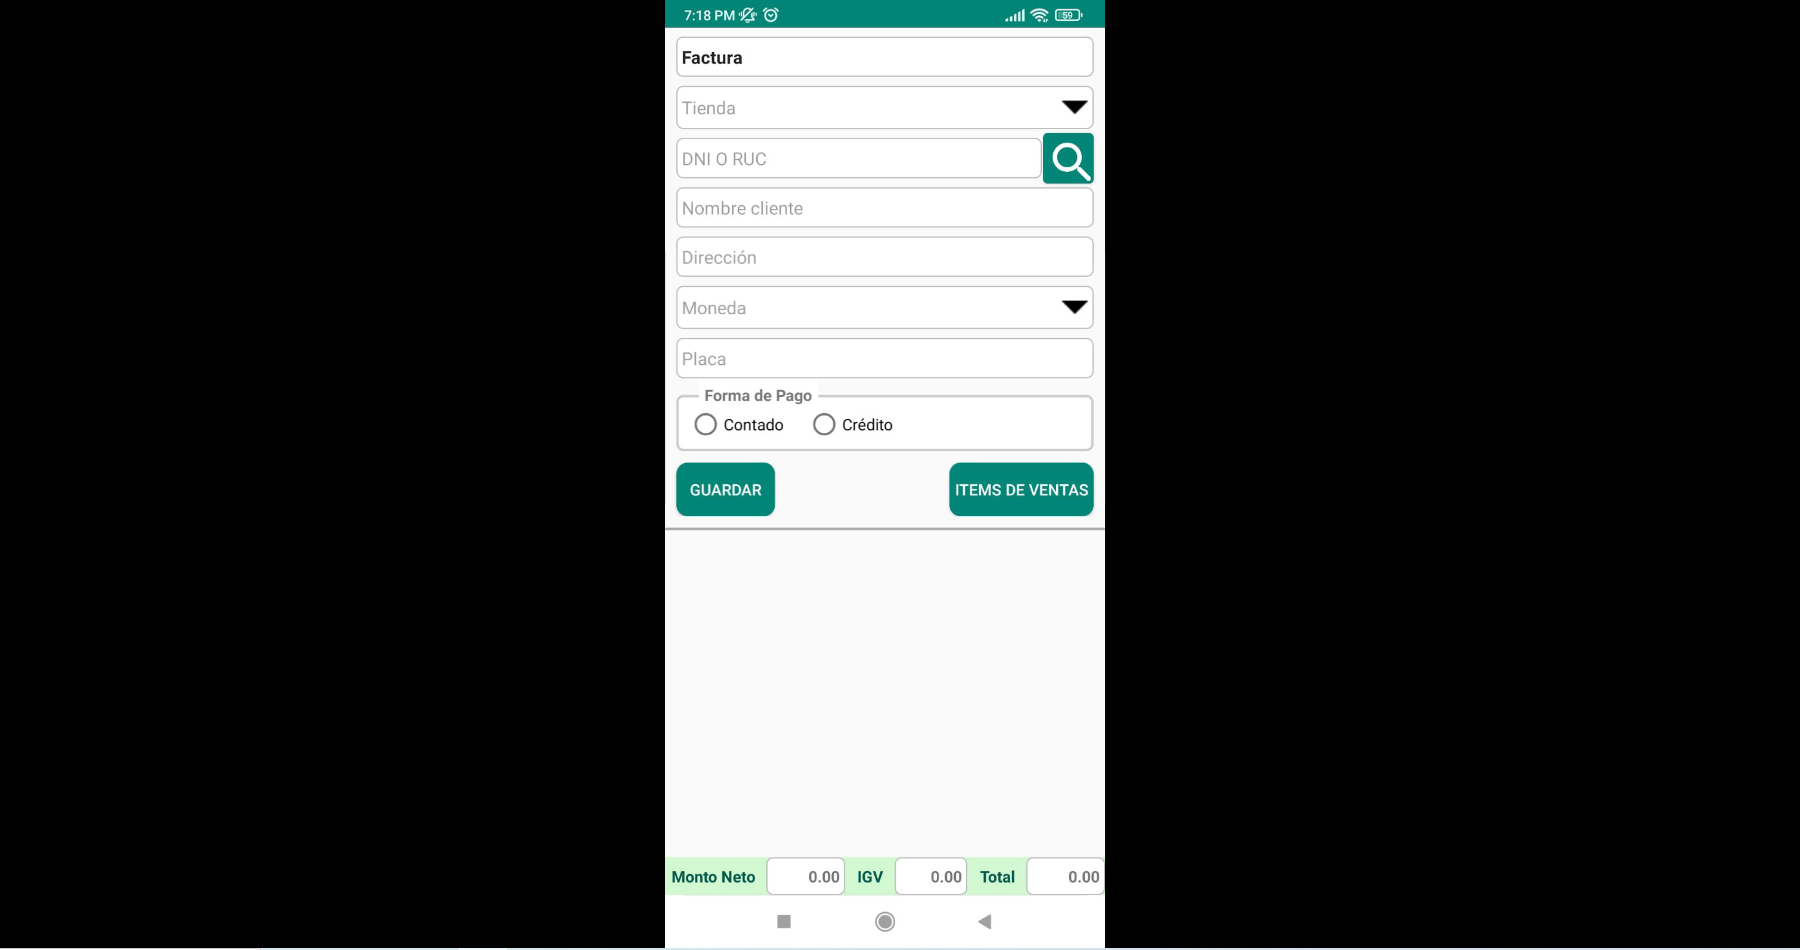 7:18 PM 59
Factura
Tienda
DNI O RUC
Nombre cliente
Dirección
Moneda
Placa
Forma de Pago
Contado Crédito
GUARDAR ITEMS DE VENTAS
Monto Neto 0.00 IGV 0.00 Total 0.00